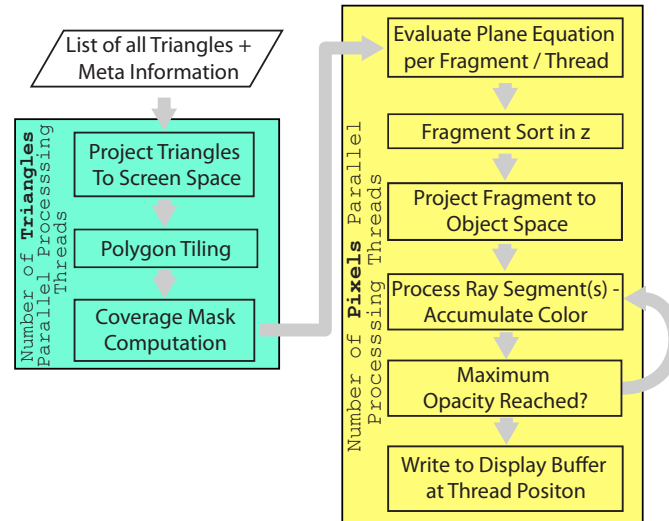 List of all Triangles +
Meta Information
Number of Triangles
Parallel Processsing
Threads
Project Triangles
To Screen Space
Polygon Tiling
Coverage Mask
Computation
Number of Pixels Parallel
Processsing Threads
Evaluate Plane Equation
per Fragment / Thread
Fragment Sort in z
Project Fragment to
Object Space
Process Ray Segment(s) -
Accumulate Color
Maximum
Opacity Reached?
Write to Display Buffer
at Thread Positon